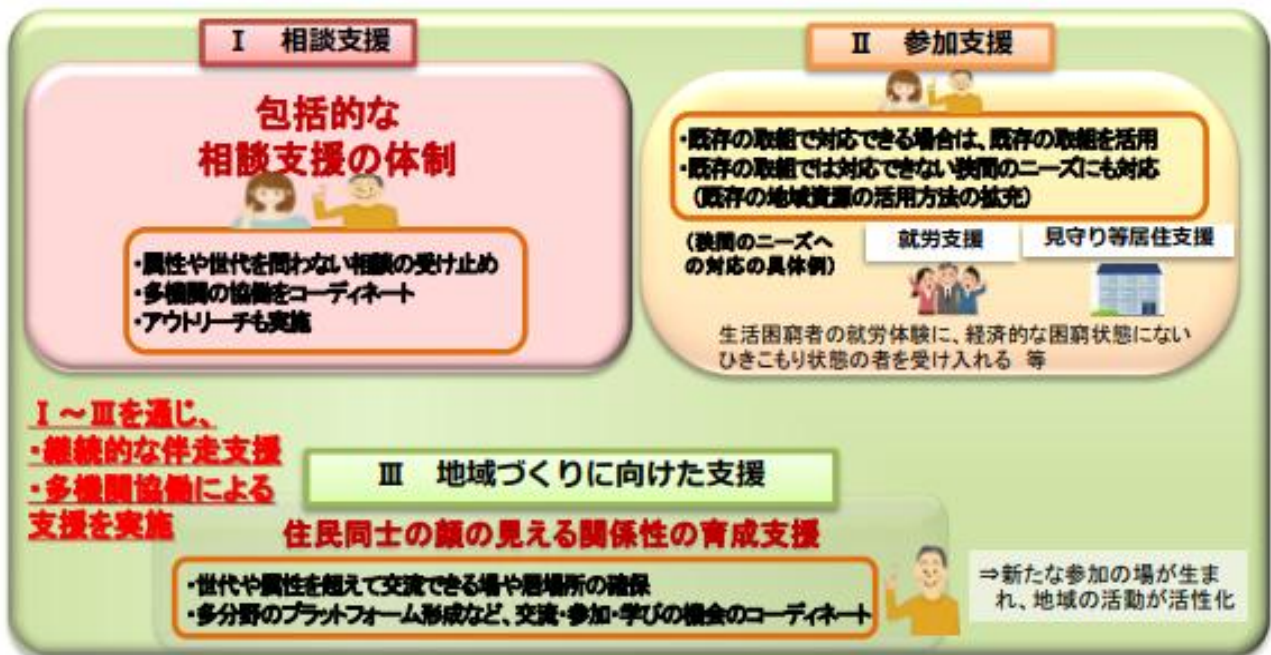 Ⅰ 相談支援
包括的な
相談支援の体制
・属性や世代を問わない相談の受け止め
・多機関の協働をコーディネート
・アウトリーチも実施
Ⅱ 参加支援
・既存の取組で対応できる場合は、既存の取組を活用
・既存の取組では対応できない狭間のニーズにも対応
（既存の地域資源の活用方法の拡充）
（狭間のニーズへ
の対応の具体例）
就労支援
見守り等居住支援
生活困窮者の就労体験に、経済的な困窮状態にない
ひきこもり状態の者を受け入れる 等
Ⅰ～Ⅲを通じ、
・継続的な伴走支援
・多機関協働による
支援を実施
Ⅲ 地域づくりに向けた支援
住民同士の顔の見える関係性の育成支援
・世代や属性を超えて交流できる場や居場所の確保
・多分野のプラットフォーム形成など、交流・参加・学びの機会のコーディネート
⇒新たな参加の場が生ま
れ、地域の活動が活性化